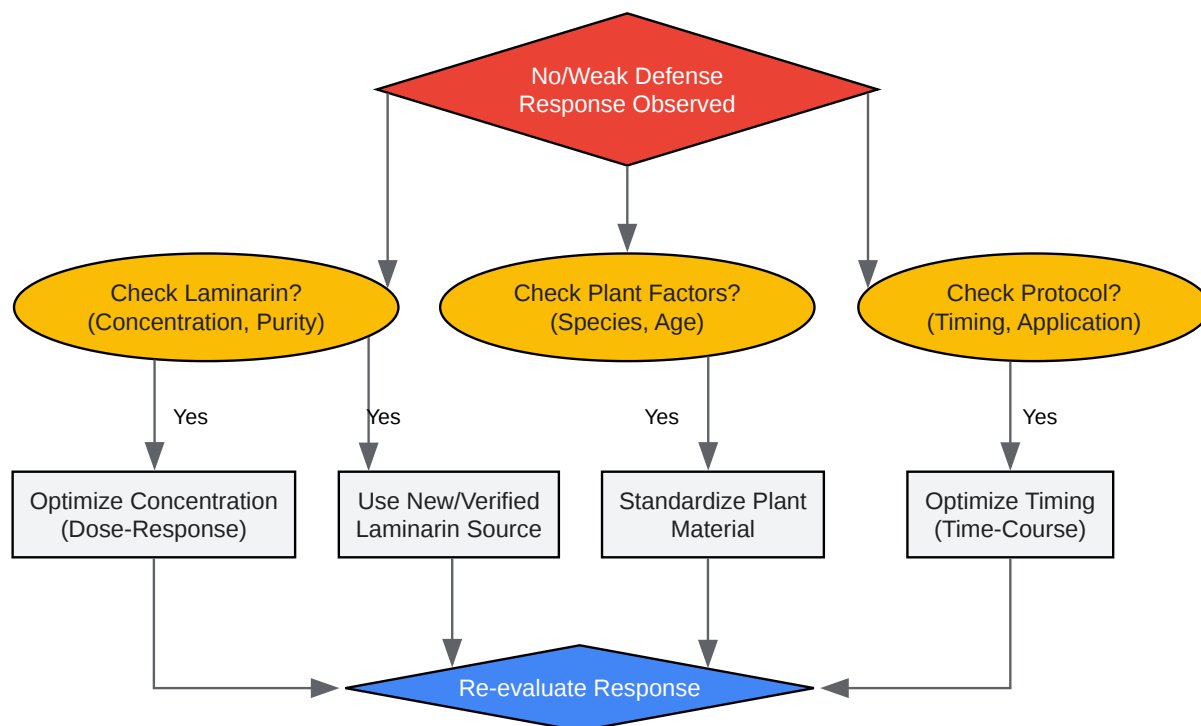 No/Weak Defense
Response Observed
Check Laminarin?
(Concentration, Purity)
Check Plant Factors?
(Species, Age)
Check Protocol?
(Timing, Application)
Yes
Yes
Yes
Yes
Optimize Concentration
(Dose-Response)
Use New/Verified
Laminarin Source
Standardize Plant
Material
Optimize Timing
(Time-Course)
Re-evaluate Response